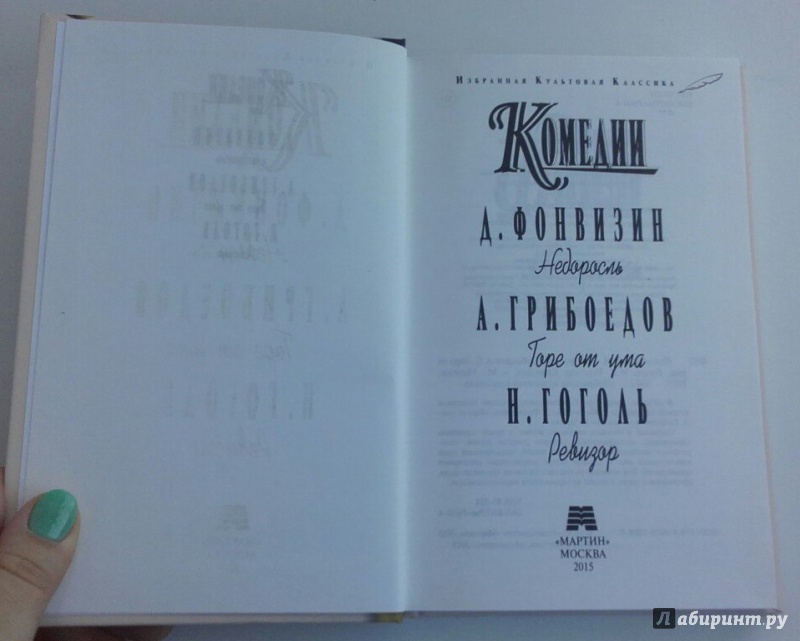 Избранная Культовая Классика
Комедии
Д. ФОНВИЗИН
Недоросль
А. ГРИБОЕДОВ
Горе от ума
Н. ГОГОЛЬ
Ревизор
«МАРТИН»
МОСКВА
2015
Лабиринт.ру